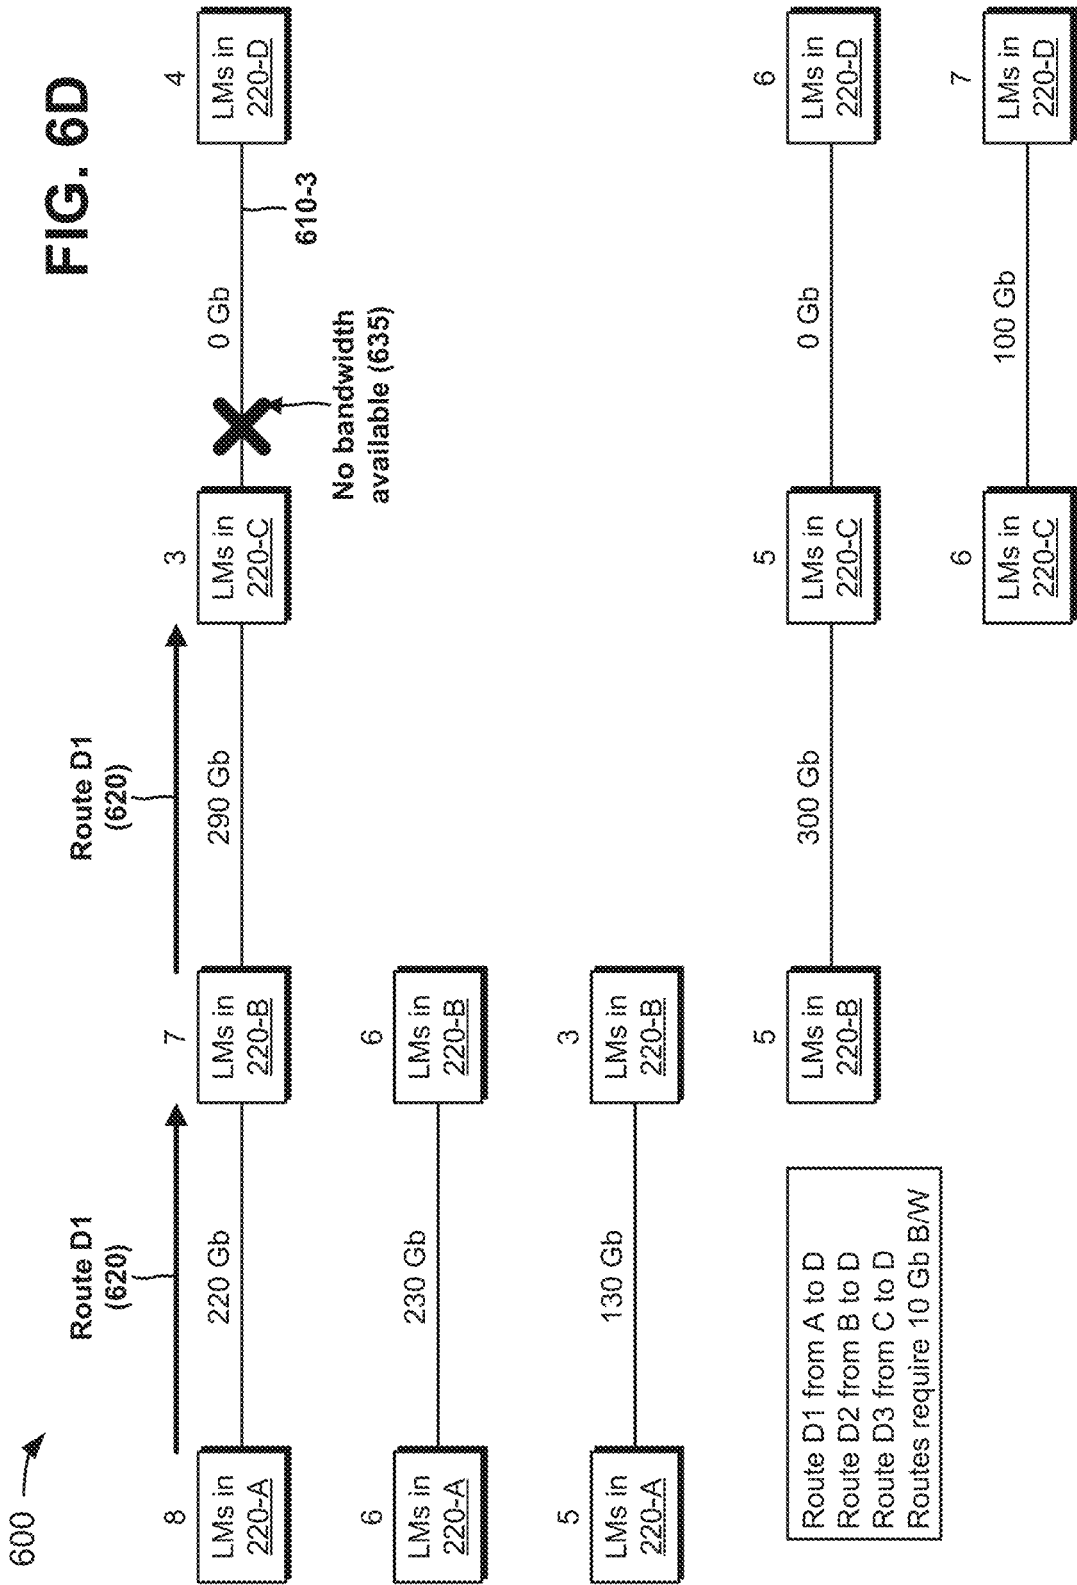 FIG. 6D
600
Route D1
(620)
Route D1
(620)
8
7
3
4
LMs in
220-A
220 Gb
LMs in
220-B
290 Gb
LMs in
220-C
0 Gb
LMs in
220-D
610-3
No bandwidth
available (635)
6
6
LMs in
220-A
230 Gb
LMs in
220-B
5
3
LMs in
220-A
130 Gb
LMs in
220-B
5
5
6
LMs in
220-B
300 Gb
LMs in
220-C
0 Gb
LMs in
220-D
6
7
LMs in
220-C
100 Gb
LMs in
220-D
Route D1 from A to D
Route D2 from B to D
Route D3 from C to D
Routes require 10 Gb B/W